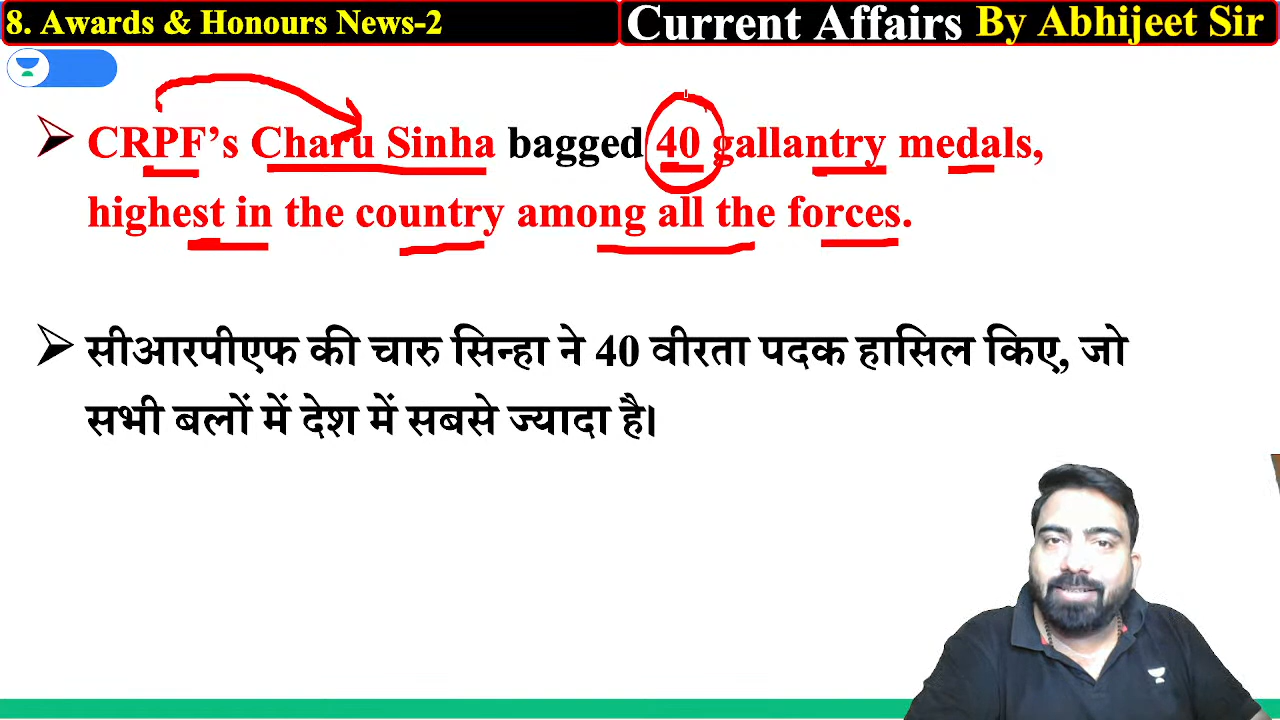 8. Awards & Honours News-2
Current Affairs By Abhijeet Sir
CRPF’s Charu Sinha bagged 40 gallantry medals,
highest in the country among all the forces.
सीआरपीएफ की चारु सिन्हा ने 40 वीरता पदक हासिल किए, जो
सभी बलों में देश में सबसे ज्यादा है।